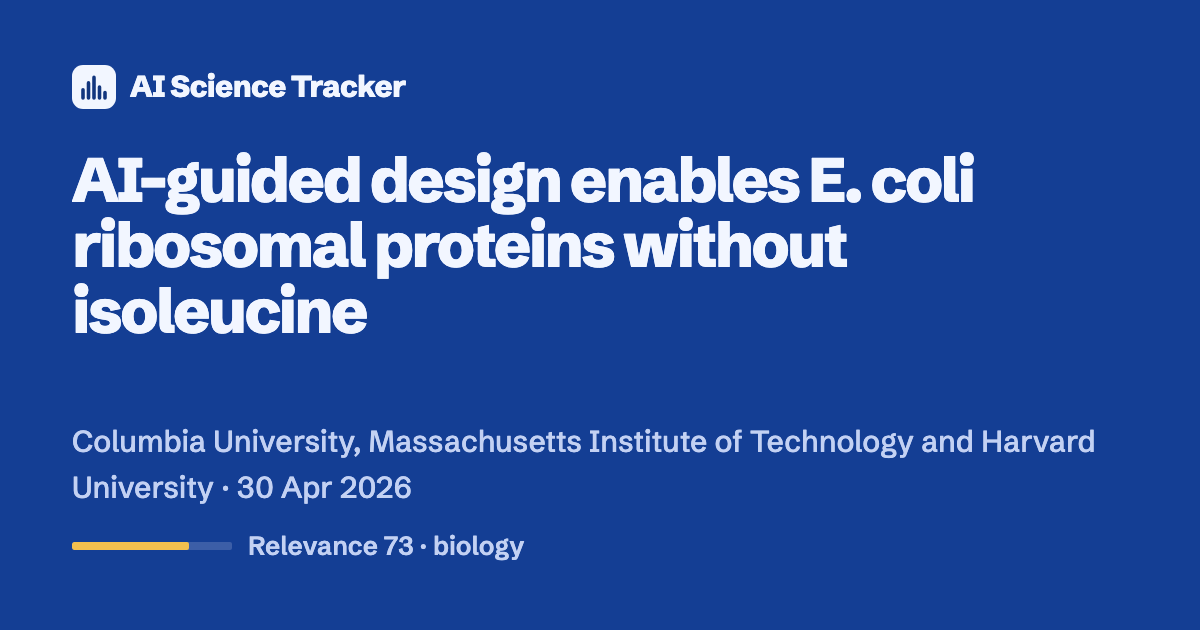 AI Science Tracker
AI-guided design enables E. coli
ribosomal proteins without
isoleucine
Columbia University, Massachusetts Institute of Technology and Harvard
University · 30 Apr 2026
Relevance 73 · biology